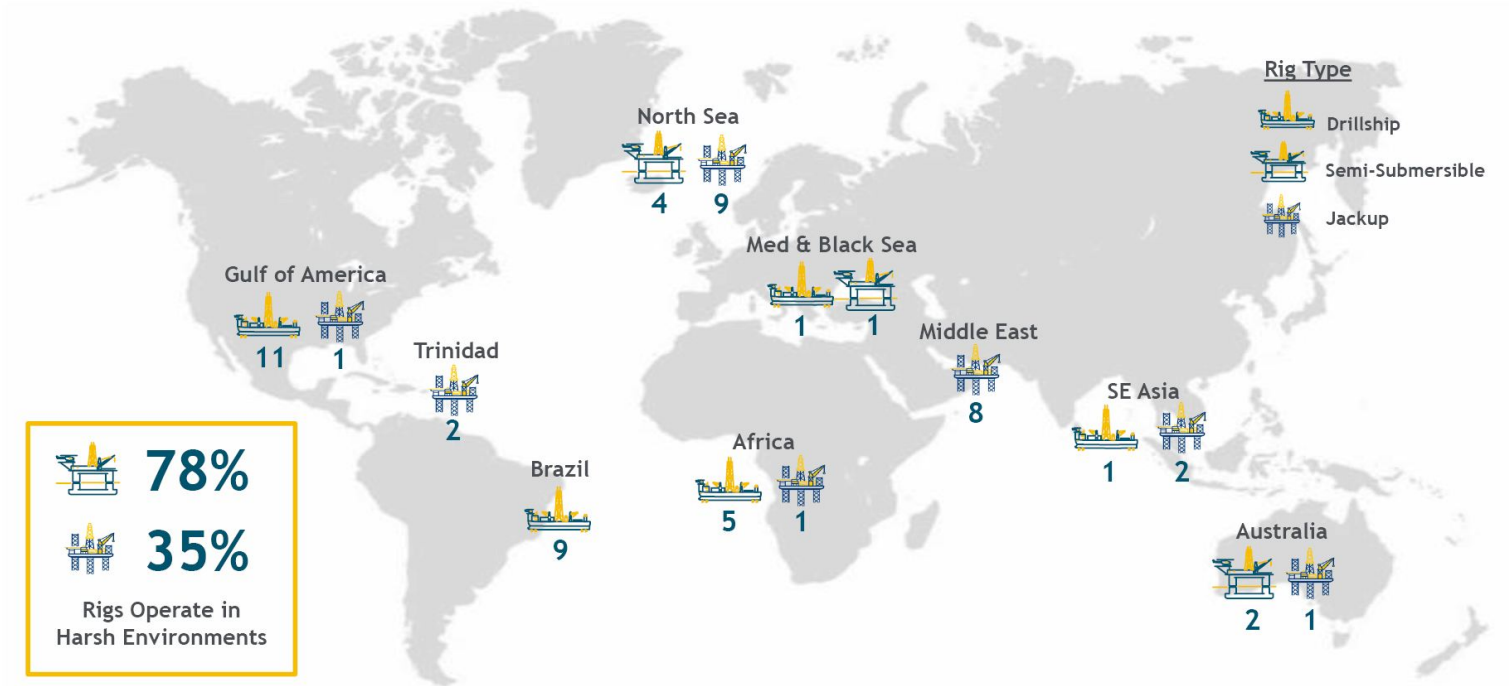 Rig Type
Drillship
Semi-Submersible
Jackup
North Sea
4 9
Med & Black Sea
1 1
Gulf of America
11 1
Middle East
8
Trinidad
2
SE Asia
1 2
Africa
5 1
Brazil
9
Australia
2 1
78%
35%
Rigs Operate in
Harsh Environments